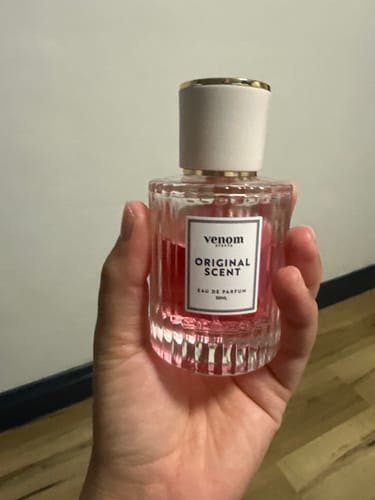 venom
scents
ORIGINAL
SCENT
EAU DE PARFUM
50ML